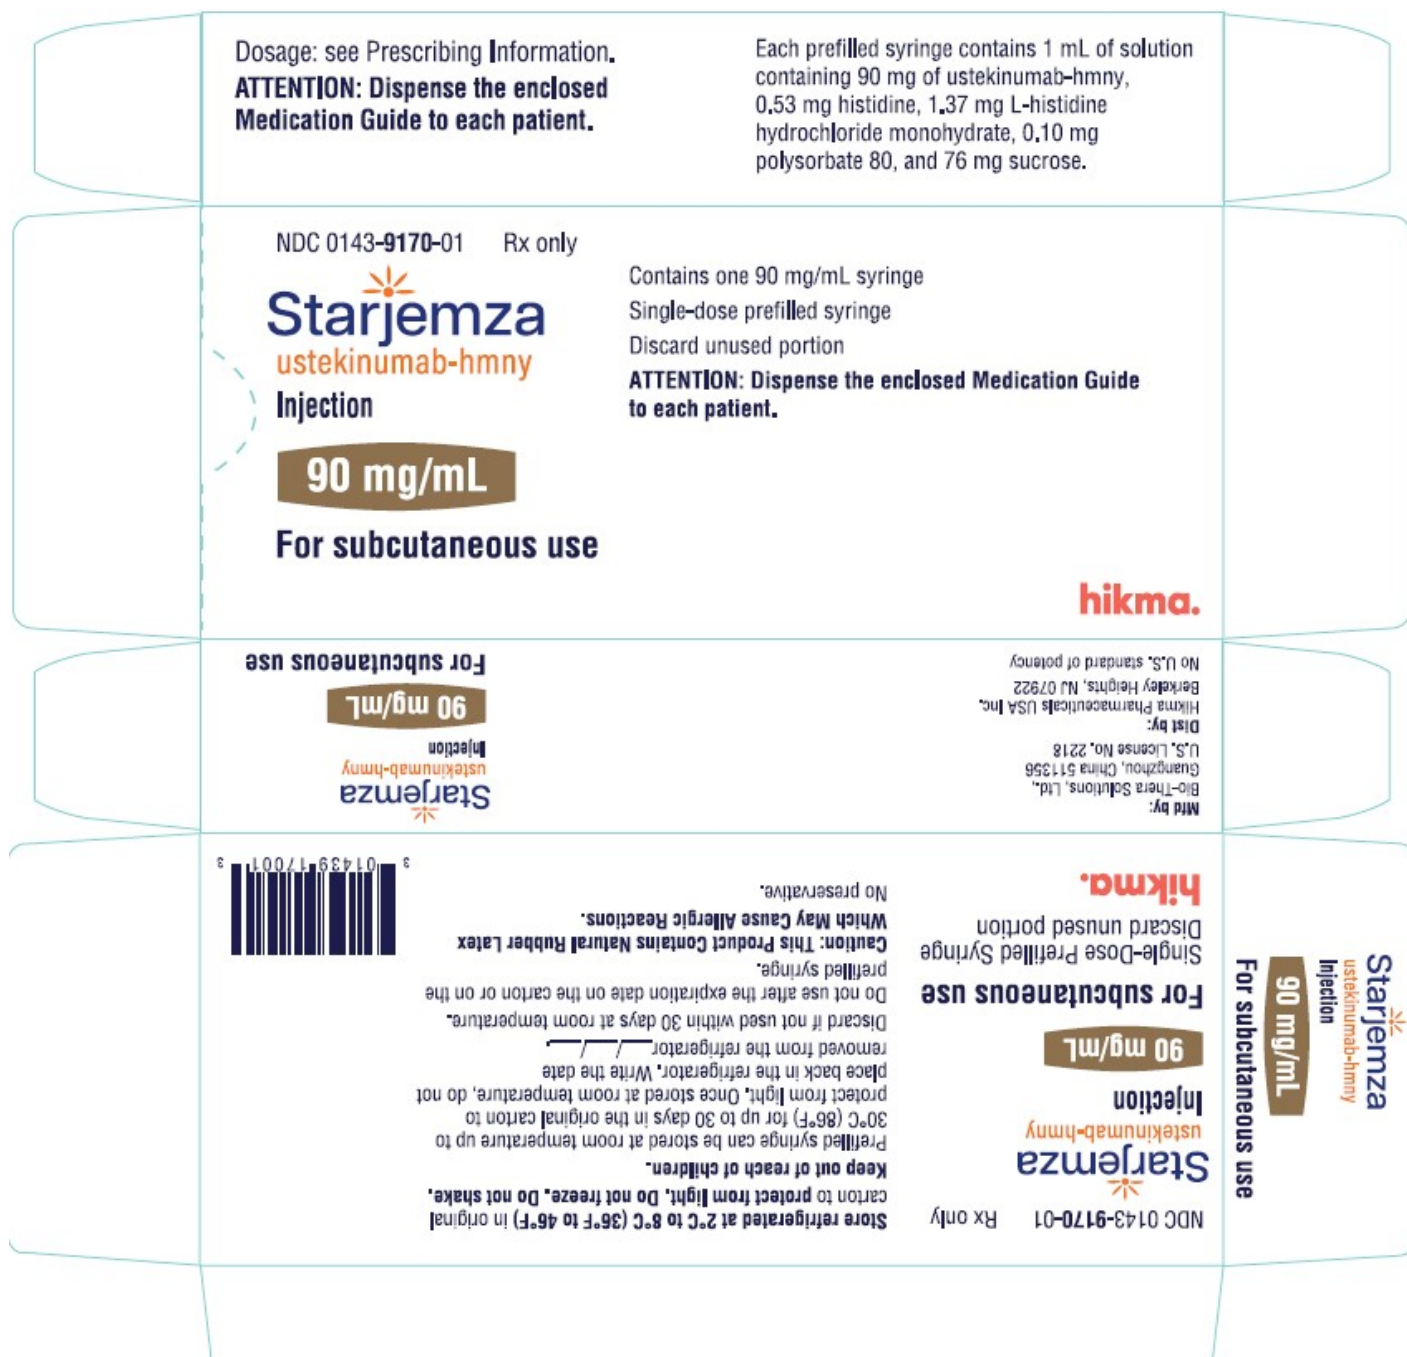 Dosage: see Prescribing Information.
ATTENTION: Dispense the enclosed
Medication Guide to each patient.
Each prefilled syringe contains 1 mL of solution
containing 90 mg of ustekinumab-hmny,
0.53 mg histidine, 1.37 mg L-histidine
hydrochloride monohydrate, 0.10 mg
polysorbate 80, and 76 mg sucrose.
NDC 0143-9170-01 Rx only
Starjemza
ustekinumab-hmny
Injection
90 mg/mL
For subcutaneous use
Contains one 90 mg/mL syringe
Single-dose prefilled syringe
Discard unused portion
ATTENTION: Dispense the enclosed Medication Guide
to each patient.
hikma.
Mfd by:
Bio-Thera Solutions, Ltd.,
Guangzhou, China 511356
U.S. License No. 2218
Dist by:
Hikma Pharmaceuticals USA Inc.
Berkeley Heights, NJ 07922
No U.S. standard of potency
Starjemza
ustekinumab-hmny
Injection
90 mg/mL
For subcutaneous use
NDC 0143-9170-01 Rx only
Starjemza
ustekinumab-hmny
Injection
90 mg/mL
For subcutaneous use
Single-Dose Prefilled Syringe
Discard unused portion
hikma.
Store refrigerated at 2°C to 8°C (36°F to 46°F) in original
carton to protect from light. Do not freeze. Do not shake.
Keep out of reach of children.
Prefilled syringe can be stored at room temperature up to
30°C (86°F) for up to 30 days in the original carton to
protect from light. Once stored at room temperature, do not
place back in the refrigerator. Write the date
removed from the refrigerator___/___/___.
Discard if not used within 30 days at room temperature.
Do not use after the expiration date on the carton or on the
prefilled syringe.
Caution: This Product Contains Natural Rubber Latex
Which May Cause Allergic Reactions.
No preservative.
3 01439 17001 3
Starjemza
ustekinumab-hmny
Injection
90 mg/mL
For subcutaneous use